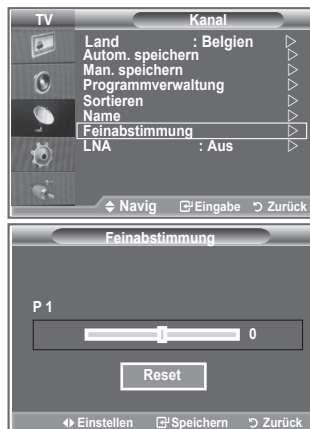 TV Kanal
Land : Belgien
Autom. speichern
Man. speichern
Programmverwaltung
Sortieren
Name
Feinabstimmung
LNA : Aus
Navig Eingabe Zurück
Feinabstimmung
P 1
0
Reset
Einstellen Speichern Zurück